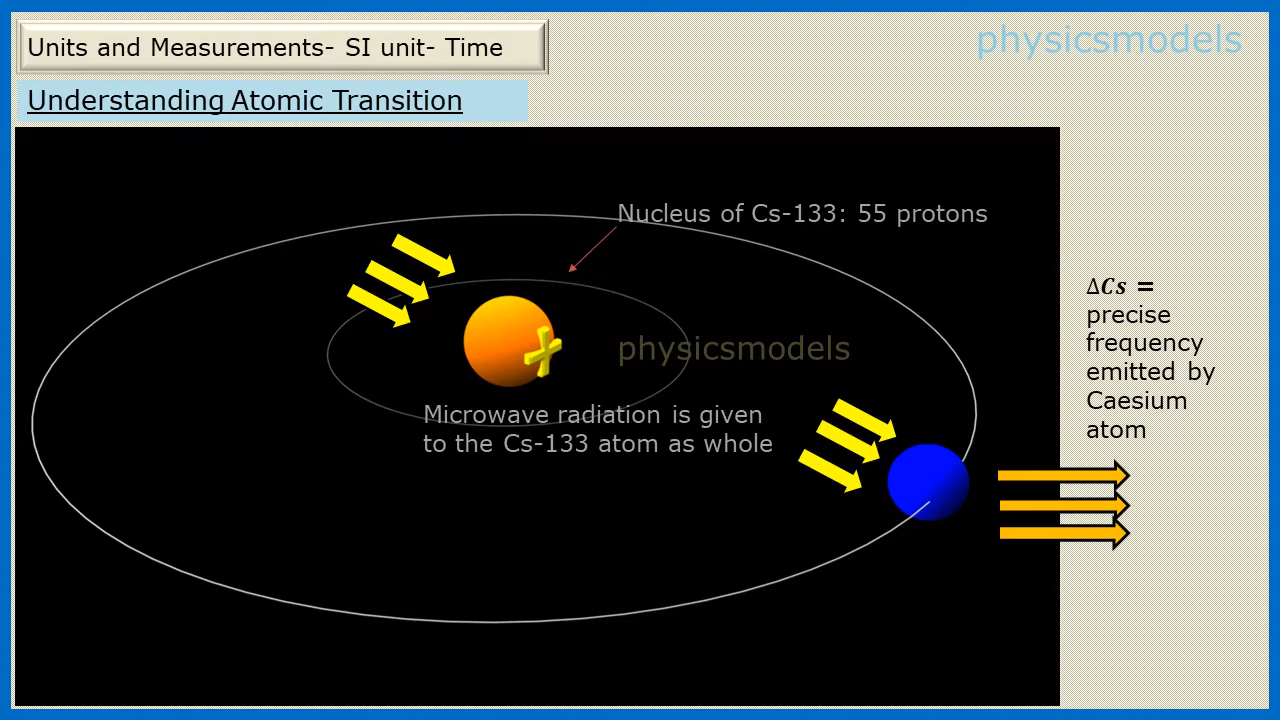 Units and Measurements- SI unit- Time
physicsmodels
Understanding Atomic Transition
Nucleus of Cs-133: 55 protons
ΔCs =
precise
frequency
emitted by
Caesium
atom
physicsmodels
Microwave radiation is given
to the Cs-133 atom as whole